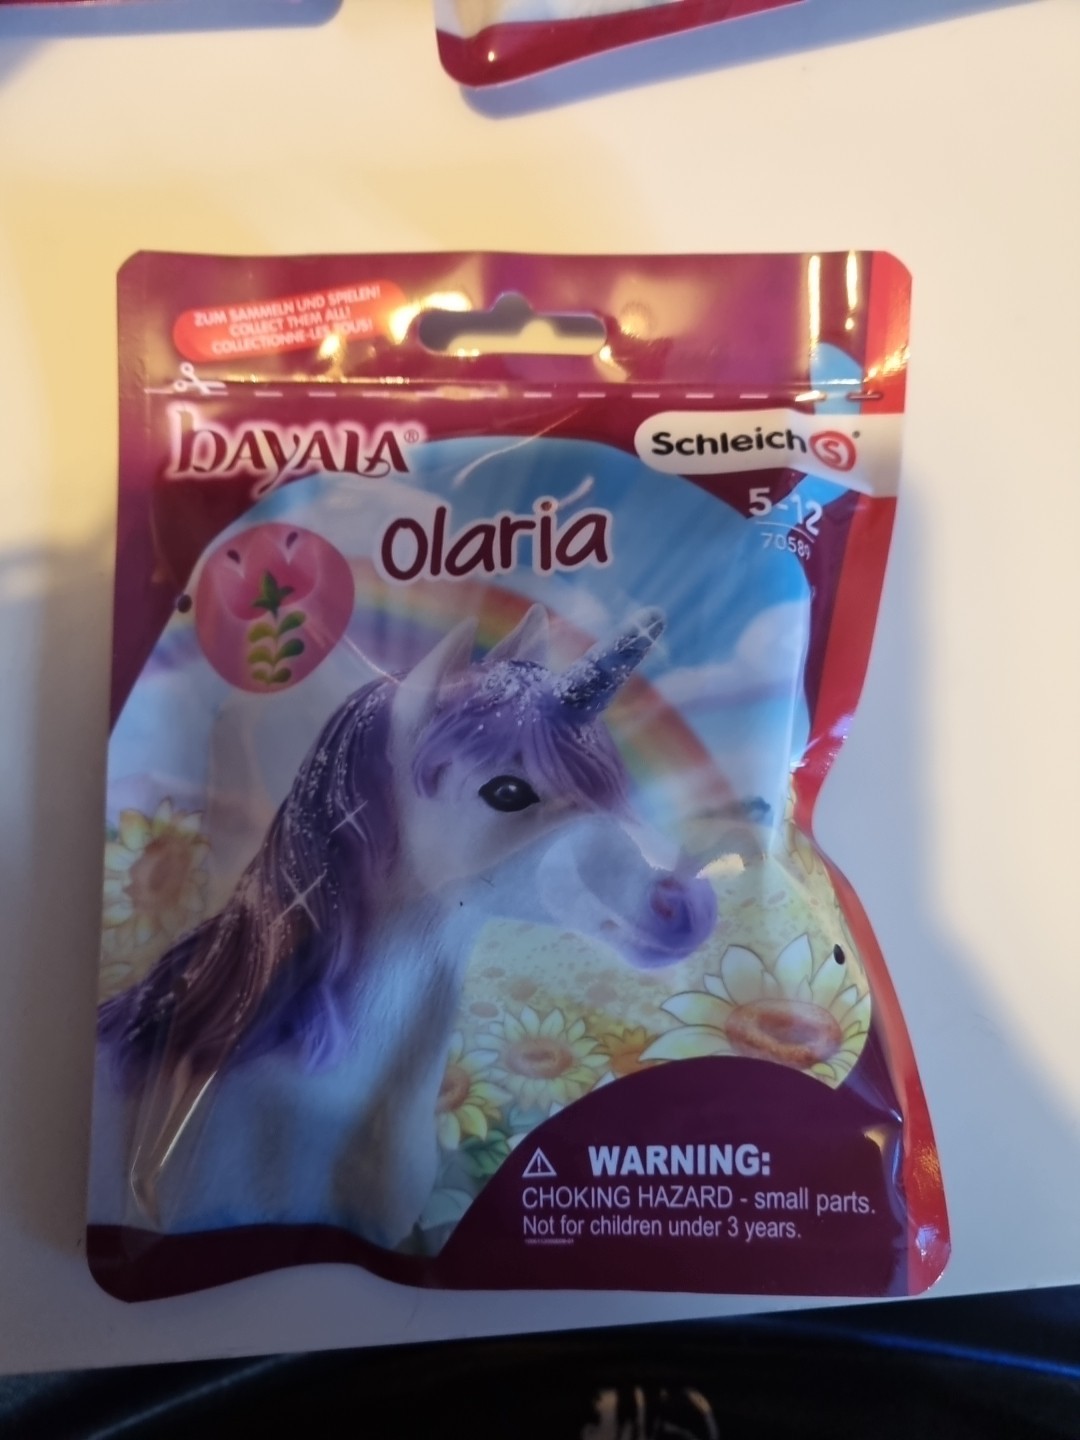 ZUM SAMMELN UND SPIELEN!
COLLECT THEM ALL!
COLLECTIONNE-LES TOUS!
bayala®
Schleich S®
5-12
70589
Olaria
WARNING:
CHOKING HAZARD - small parts.
Not for children under 3 years.